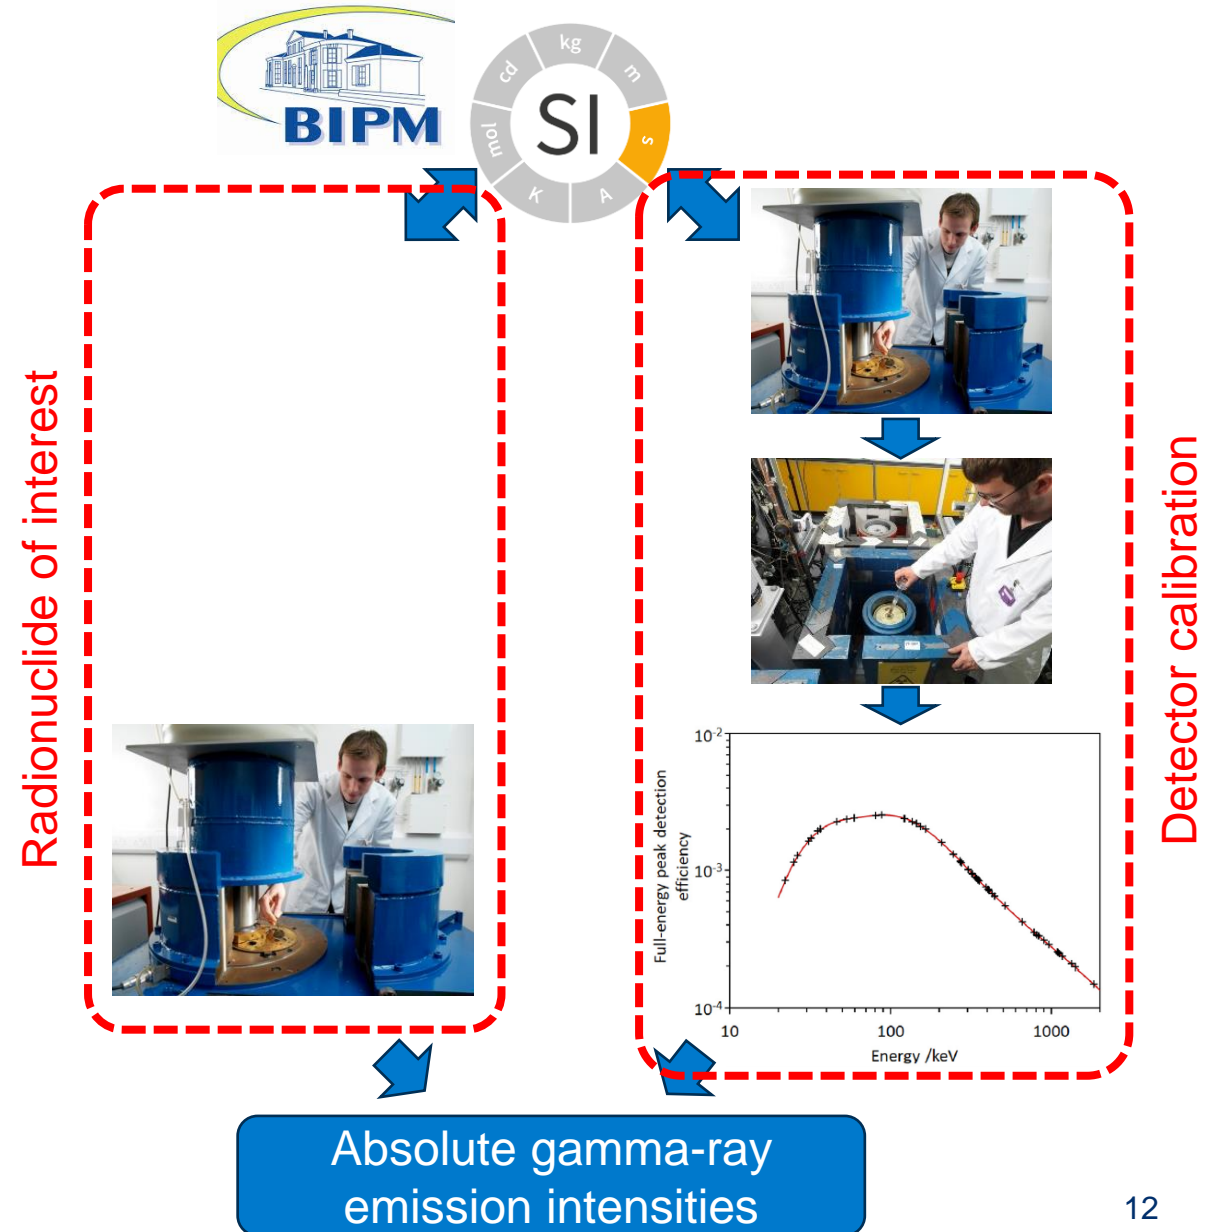 BIPM
kg
m
s
A
K
mol
cd
SI
Radionuclide of interest
Detector calibration
Full-energy peak detection
efficiency
10-2
10-3
10-4
10
100
1000
Energy /keV
Absolute gamma-ray
emission intensities
12